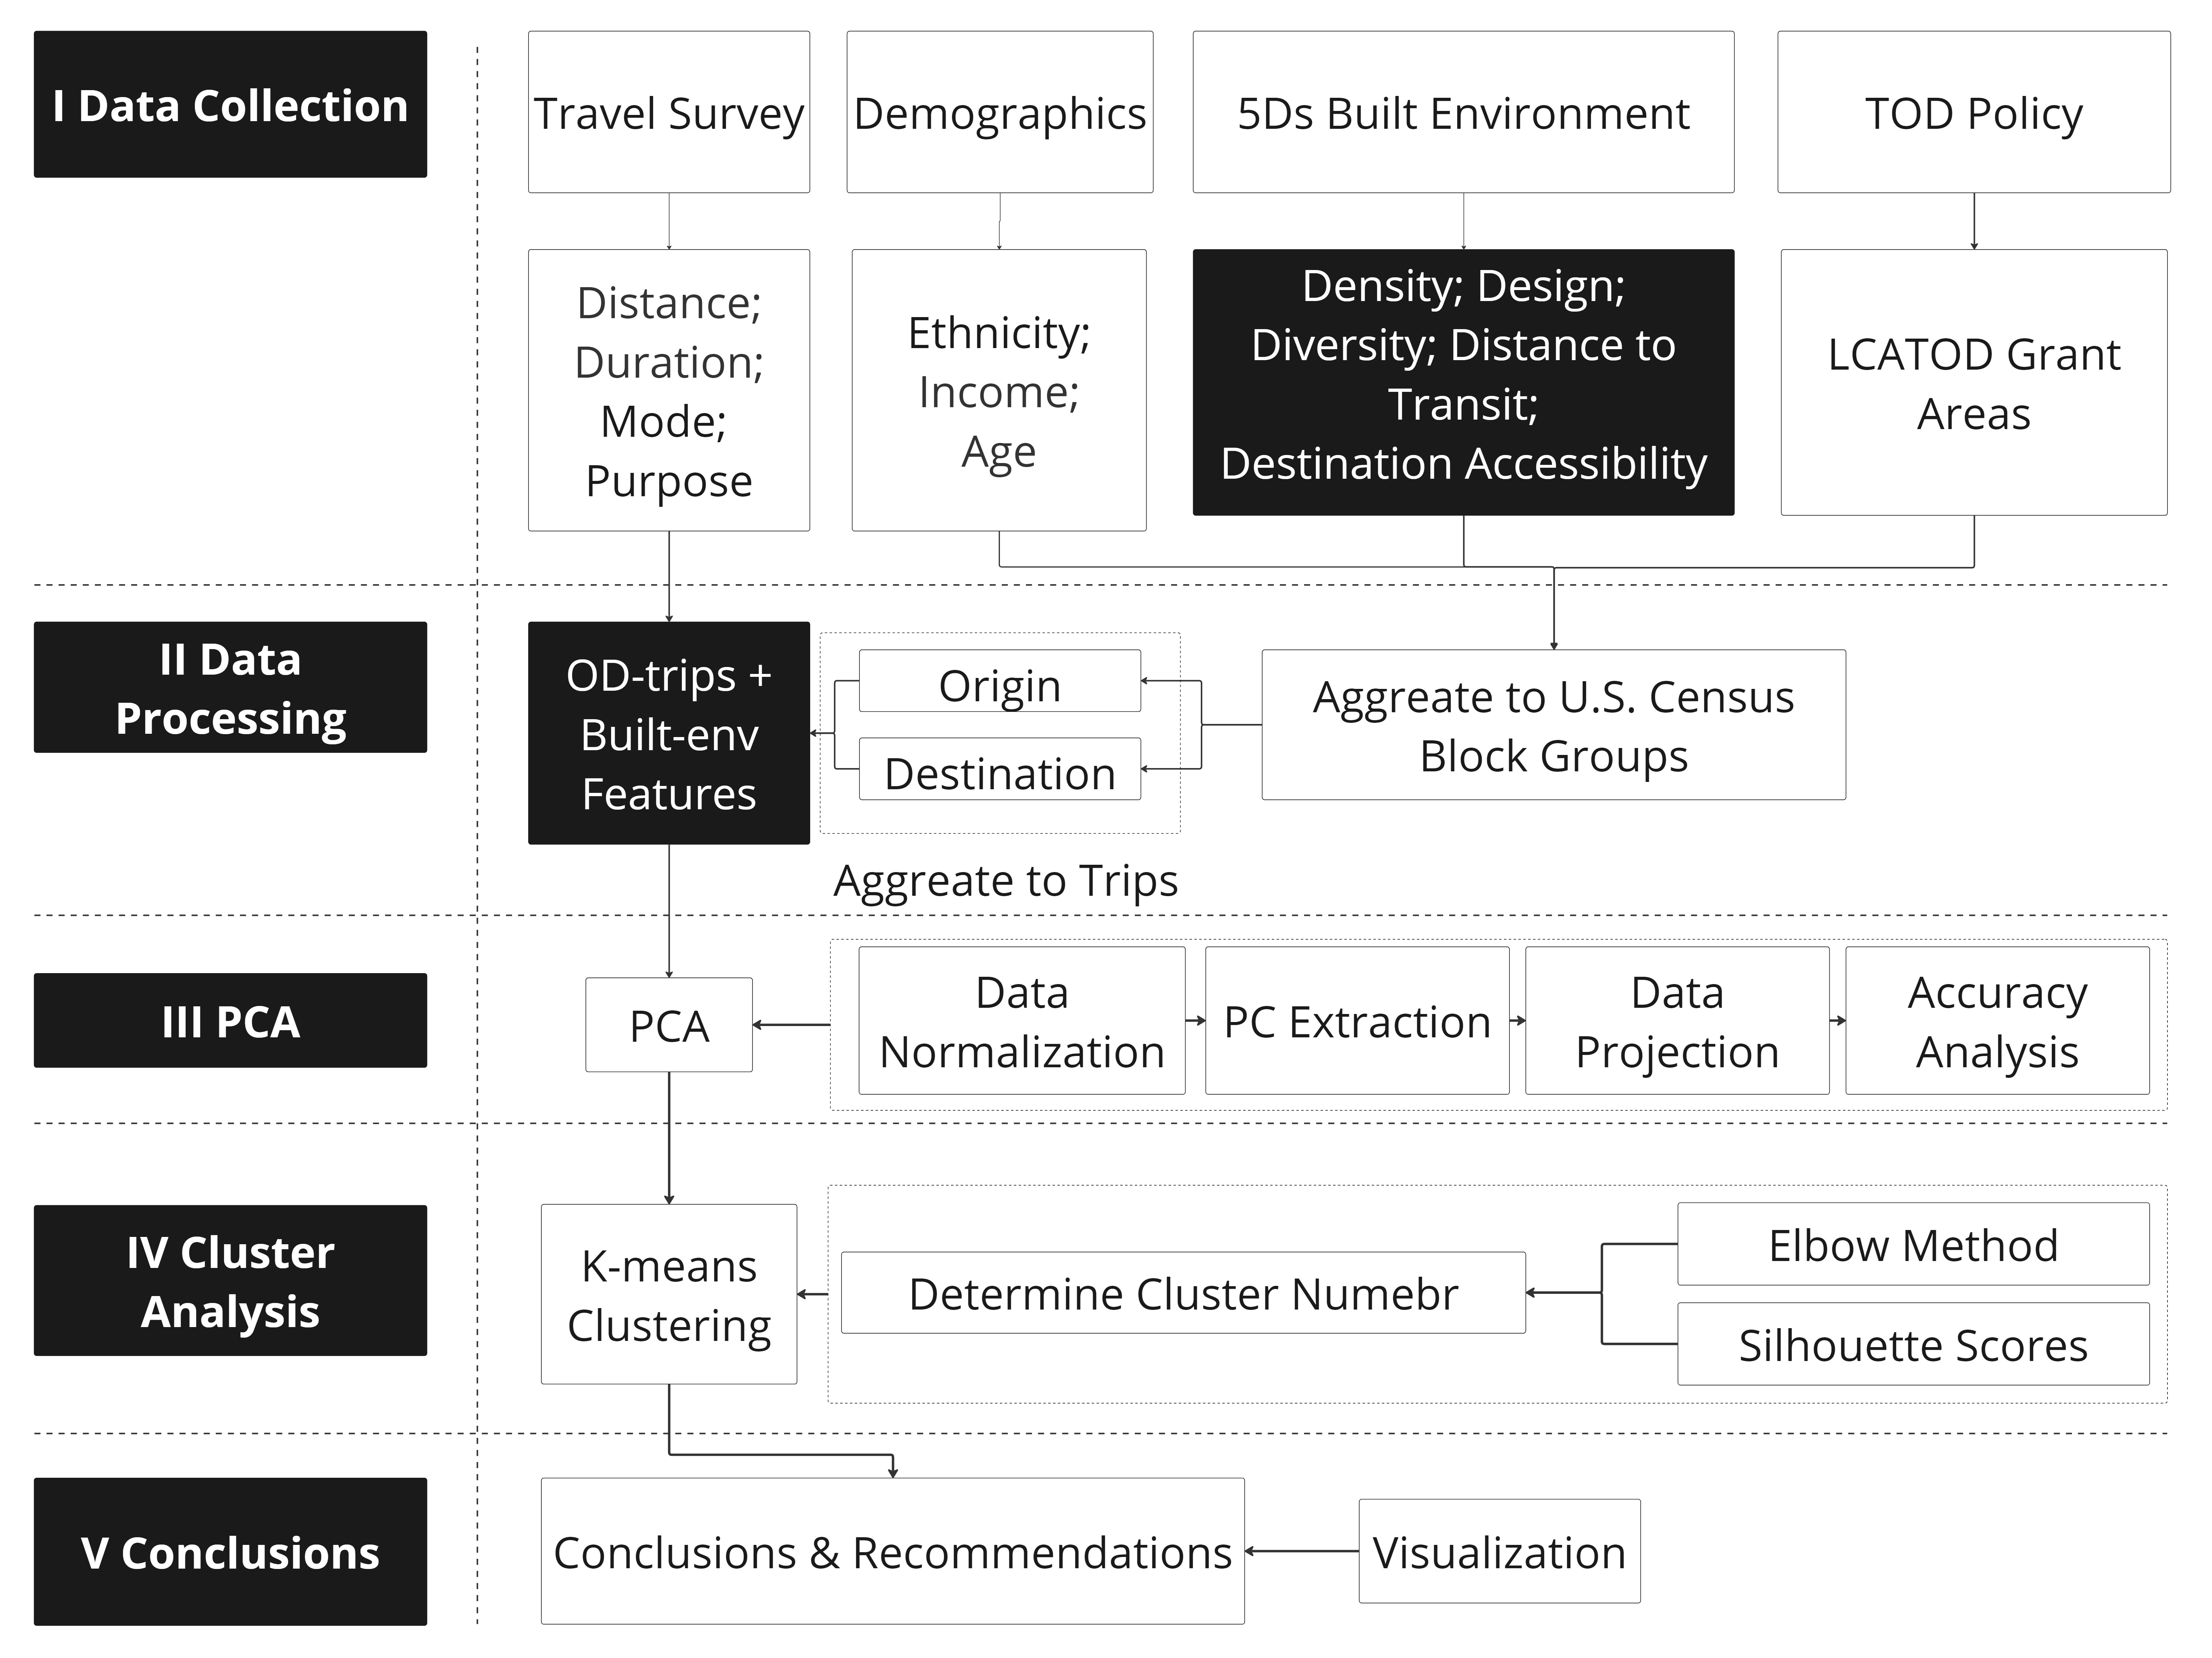 I Data Collection
Travel Survey
Demographics
5Ds Built Environment
TOD Policy
Distance;
Duration;
Mode;
Purpose
Ethnicity;
Income;
Age
Density; Design;
Diversity; Distance to
Transit;
Destination Accessibility
LCATOD Grant
Areas
II Data
Processing
OD-trips +
Built-env
Features
Origin
Destination
Aggreate to U.S. Census
Block Groups
Aggreate to Trips
III PCA
PCA
Data
Normalization
PC Extraction
Data
Projection
Accuracy
Analysis
IV Cluster
Analysis
K-means
Clustering
Determine Cluster Numebr
Elbow Method
Silhouette Scores
V Conclusions
Conclusions & Recommendations
Visualization